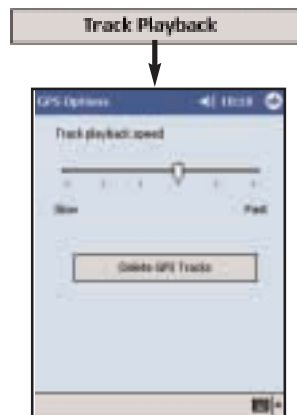 Track Playback
GPS Options
Track playback speed
Slow Fast
Delete GPS Tracks